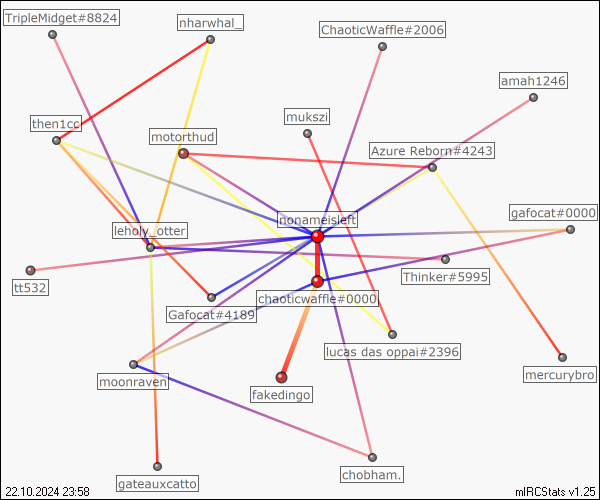 TripleMidget#8824
nharwhal_
ChaoticWaffle#2006
amah1246
mukszi
then1cc
motorthud
Azure Reborn#4243
nonameisleft
gafocat#0000
leholy_otter
Thinker#5995
tt532
chaoticwaffle#0000
Gafocat#4189
lucas das oppai#2396
moonraven
fakedingo
mercurybro
gateauxcatto
chobham.
22.10.2024 23:58
mIRCStats v1.25